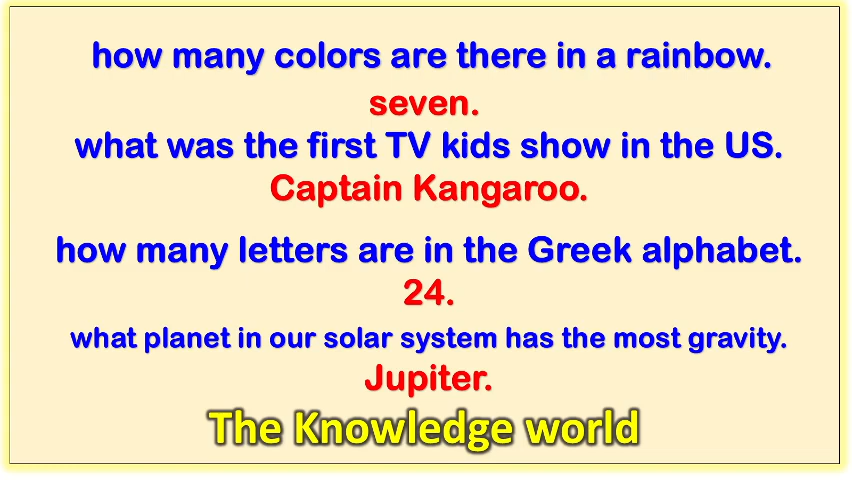 how many colors are there in a rainbow.
seven.
what was the first TV kids show in the US.
Captain Kangaroo.
how many letters are in the Greek alphabet.
24.
what planet in our solar system has the most gravity.
Jupiter.
The Knowledge world